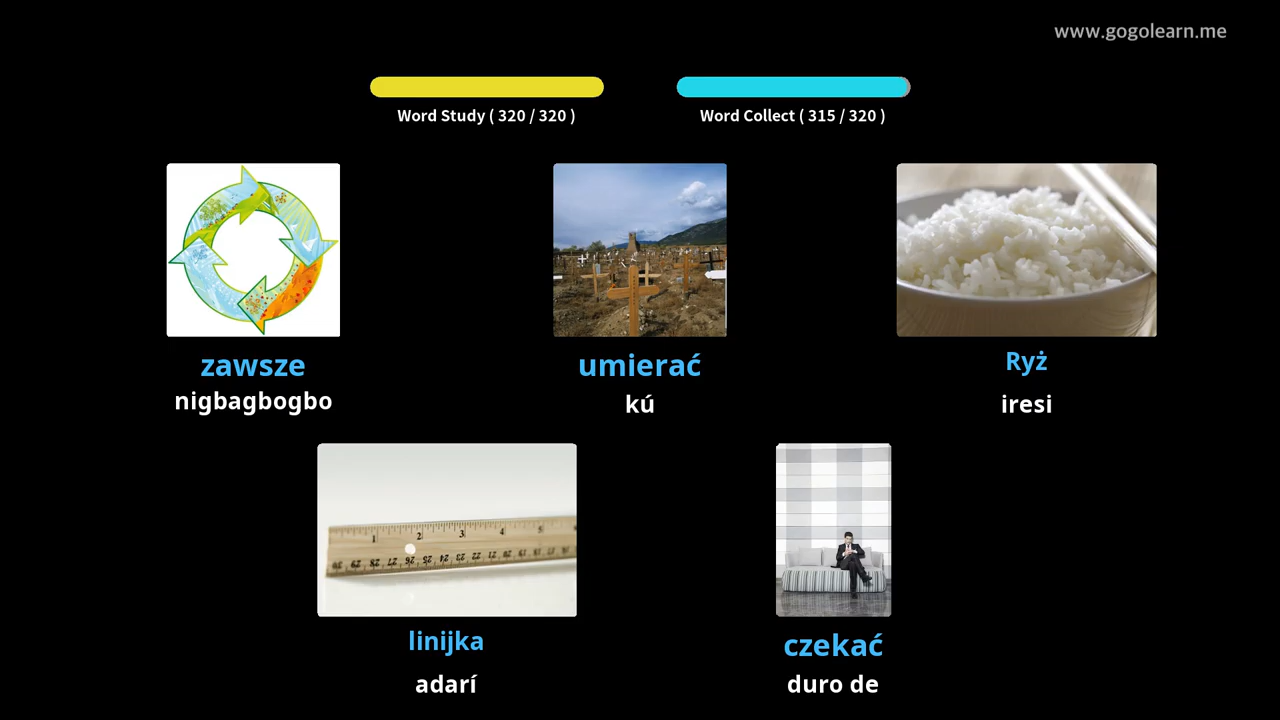 www.gogolearn.me
Word Study ( 320 / 320 )
Word Collect ( 315 / 320 )
zawsze
nigbagbogbo
umierać
kú
Ryż
iresi
linijka
adarí
czekać
duro de